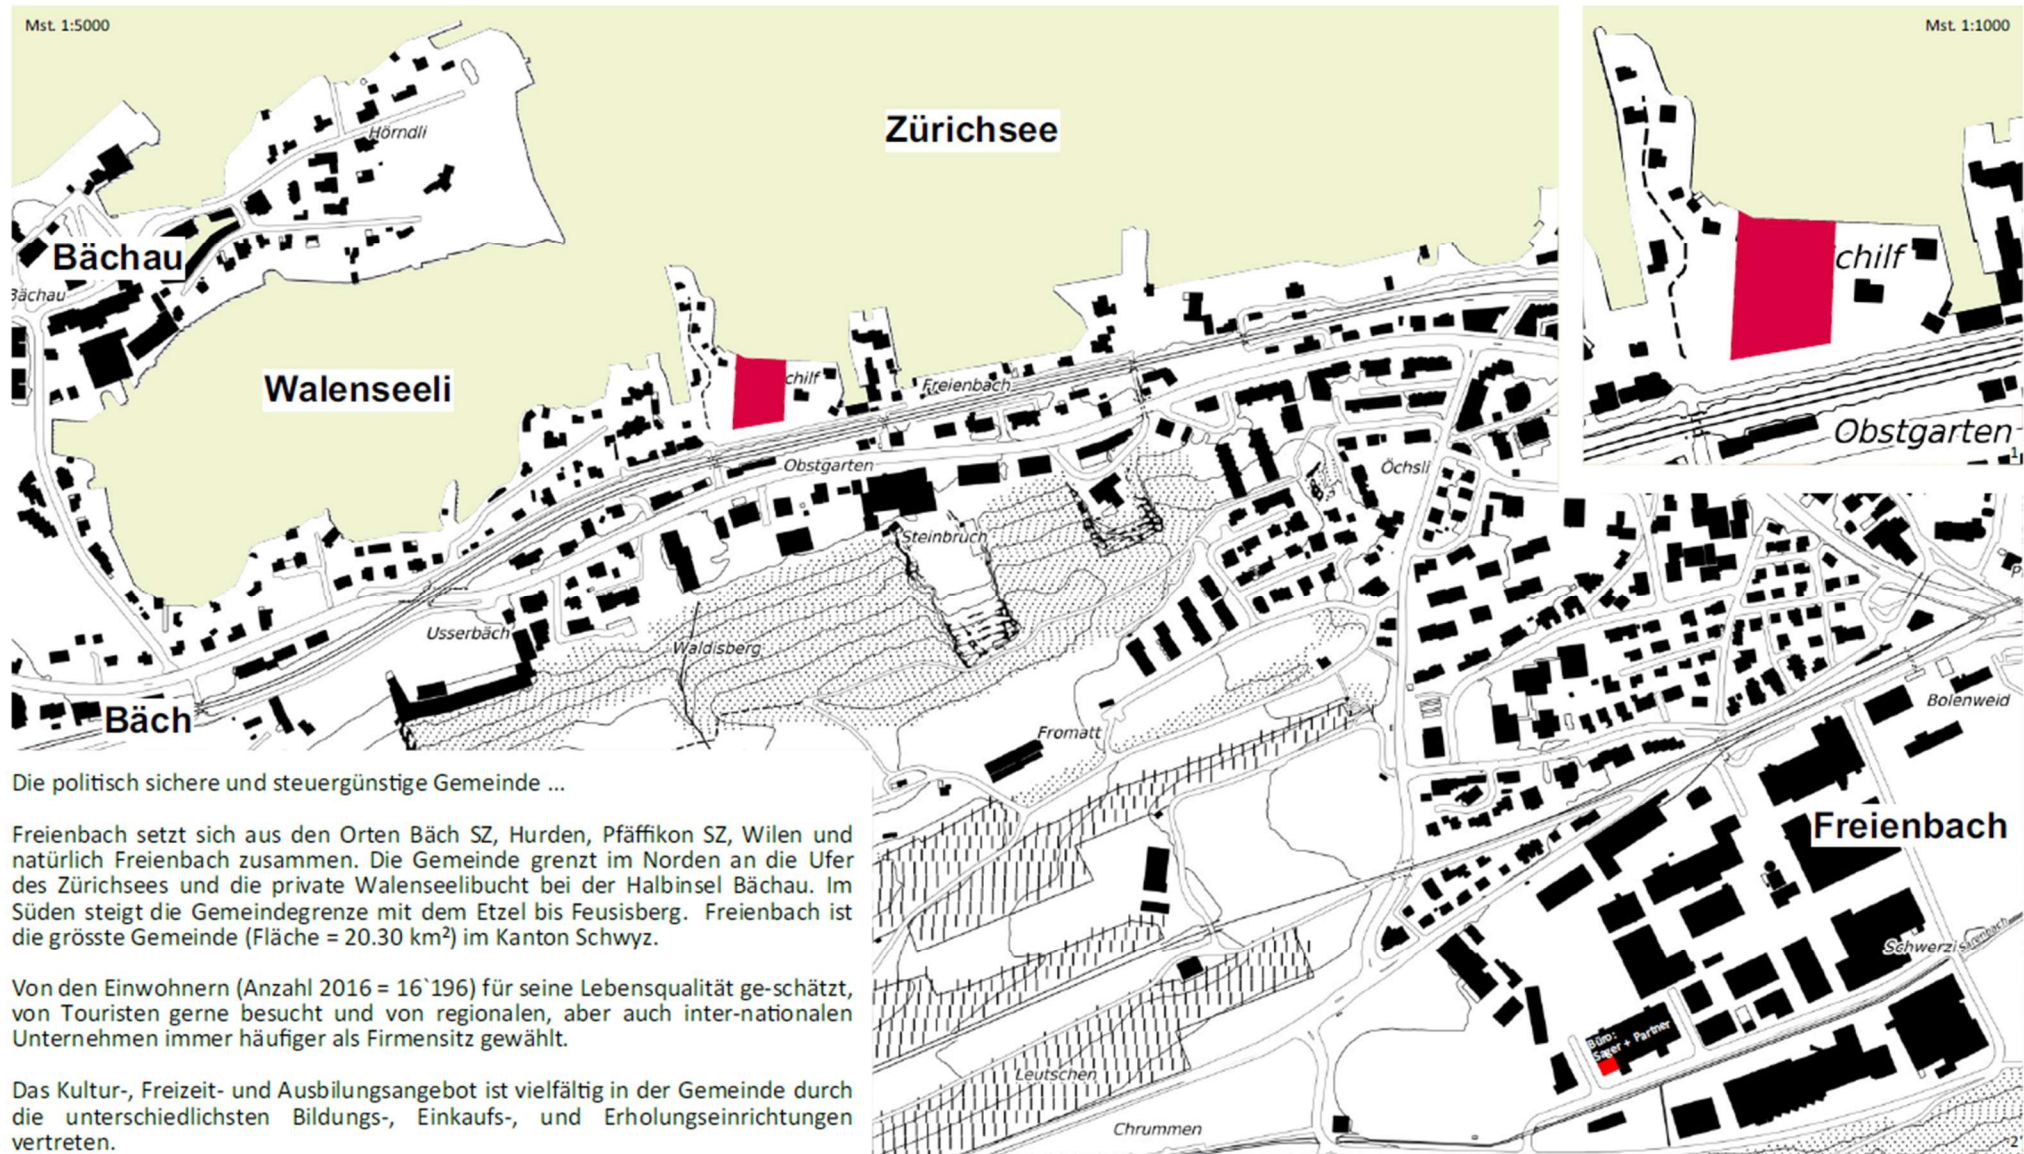 Mst. 1:5000
Mst. 1:1000
Zürichsee
Hörndli
Bächau
Bächau
Walenseeli
chilf
Freienbach
Obstgarten
Öchsli
Steinbruch
Usserbäch
Waldisberg
Bäch
Fromatt
chilf
Obstgarten
1
P
Bolenweid
Freienbach
Schwerzi
Sarenbach
Büro:
Sager + Partner
Leutschen
Chrummen
2
Die politisch sichere und steuergünstige Gemeinde ...
Freienbach setzt sich aus den Orten Bäch SZ, Hurden, Pfäffikon SZ, Wilen und
natürlich Freienbach zusammen. Die Gemeinde grenzt im Norden an die Ufer
des Zürichsees und die private Walenseelibucht bei der Halbinsel Bächau. Im
Süden steigt die Gemeindegrenze mit dem Etzel bis Feusisberg. Freienbach ist
die grösste Gemeinde (Fläche = 20.30 km²) im Kanton Schwyz.
Von den Einwohnern (Anzahl 2016 = 16`196) für seine Lebensqualität ge-schätzt,
von Touristen gerne besucht und von regionalen, aber auch inter-nationalen
Unternehmen immer häufiger als Firmensitz gewählt.
Das Kultur-, Freizeit- und Ausbilungsangebot ist vielfältig in der Gemeinde durch
die unterschiedlichsten Bildungs-, Einkaufs-, und Erholungseinrichtungen
vertreten.